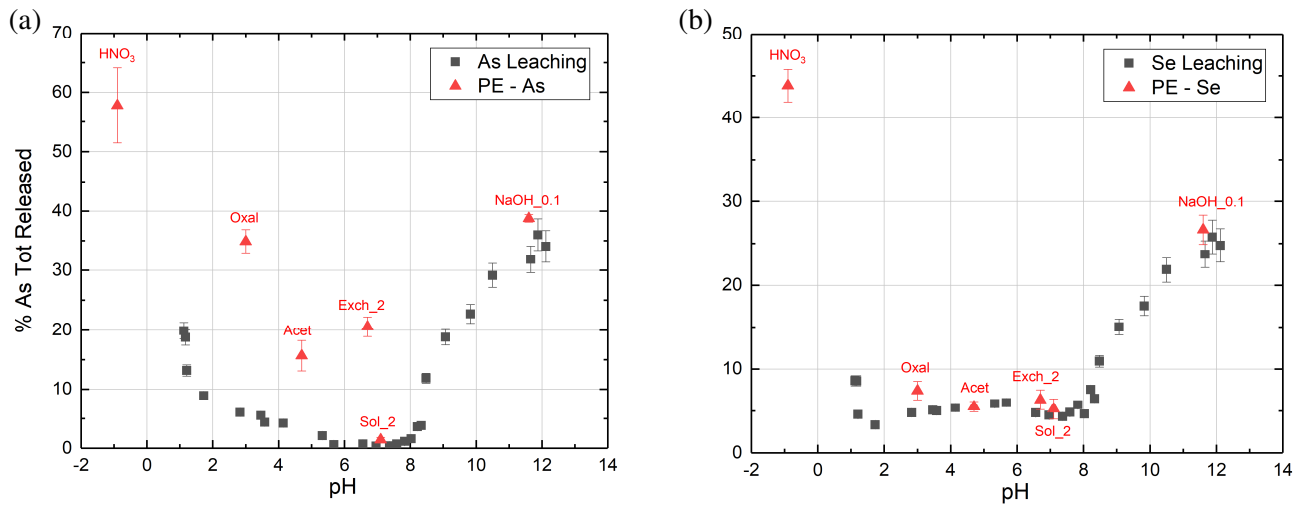 (a)
70
60
50
40
30
20
10
0
% As Tot Released
HNO3
Oxal
Acet
Exch_2
Sol_2
NaOH_0.1
As Leaching
PE - As
-2 0 2 4 6 8 10 12 14
pH
(b)
50
40
30
20
10
0
HNO3
Oxal
Acet
Exch_2
Sol_2
NaOH_0.1
Se Leaching
PE - Se
-2 0 2 4 6 8 10 12 14
pH